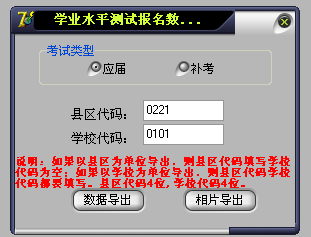 学业水平测试报名数...
考试类型
应届 补考
县区代码： 0221
学校代码： 0101
说明：如果以县区为单位导出，则县区代码填写学校
代码为空；如果以学校为单位导出，则县区代码学校
代码都要填写。县区代码4位,学校代码4位。
数据导出 相片导出